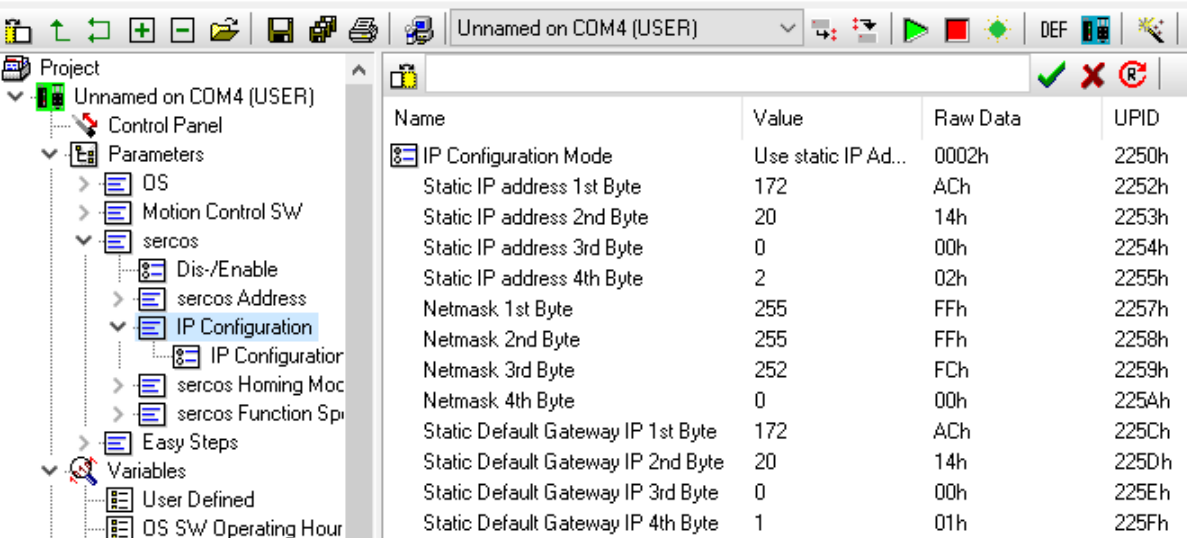 DEF
Unnamed on COM4 (USER)
Project
Unnamed on COM4 (USER)
Control Panel
Parameters
OS
Motion Control SW
sercos
Dis-/Enable
sercos Address
IP Configuration
IP Configuration
sercos Homing Moc
sercos Function Sp
Easy Steps
Variables
User Defined
OS SW Operating Hour
R
Name Value Raw Data UPID
IP Configuration Mode Use static IP Ad... 0002h 2250h
Static IP address 1st Byte 172 ACh 2252h
Static IP address 2nd Byte 20 14h 2253h
Static IP address 3rd Byte 0 00h 2254h
Static IP address 4th Byte 2 02h 2255h
Netmask 1st Byte 255 FFh 2257h
Netmask 2nd Byte 255 FFh 2258h
Netmask 3rd Byte 252 FCh 2259h
Netmask 4th Byte 0 00h 225Ah
Static Default Gateway IP 1st Byte 172 ACh 225Ch
Static Default Gateway IP 2nd Byte 20 14h 225Dh
Static Default Gateway IP 3rd Byte 0 00h 225Eh
Static Default Gateway IP 4th Byte 1 01h 225Fh